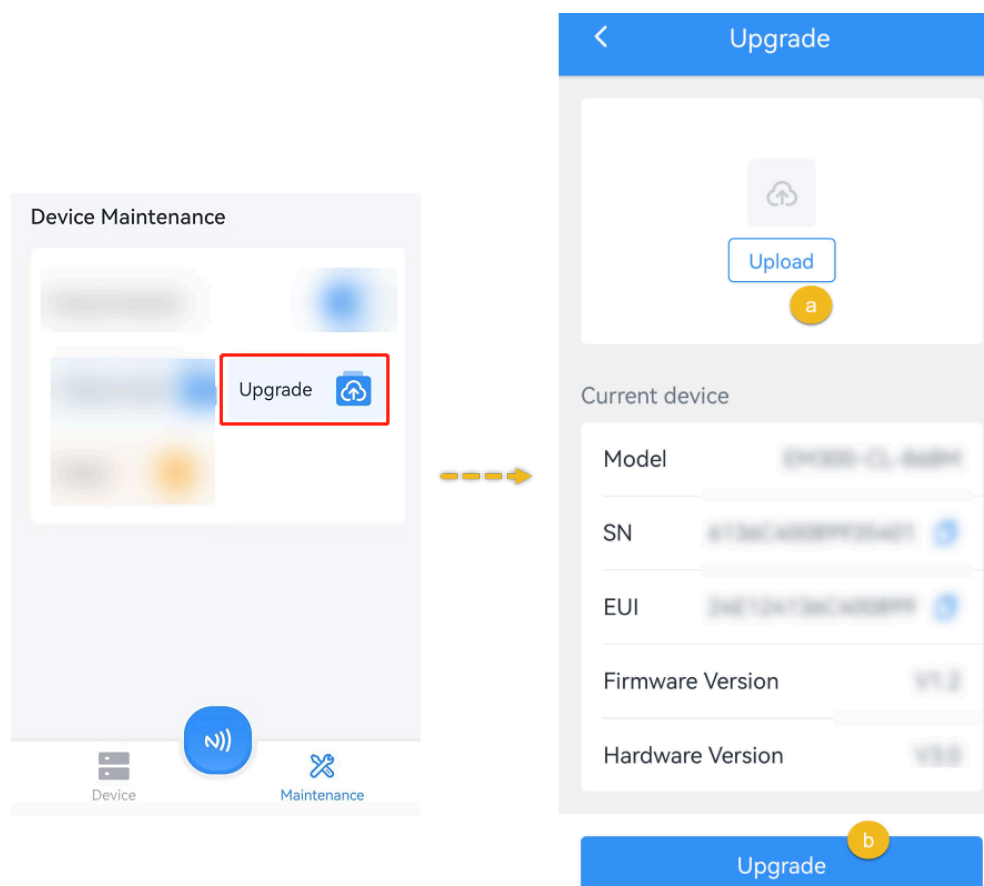 Device Maintenance
Upgrade
Device
Maintenance
Upgrade
Upload
a
Current device
Model
SN
EUI
Firmware Version
Hardware Version
b
Upgrade